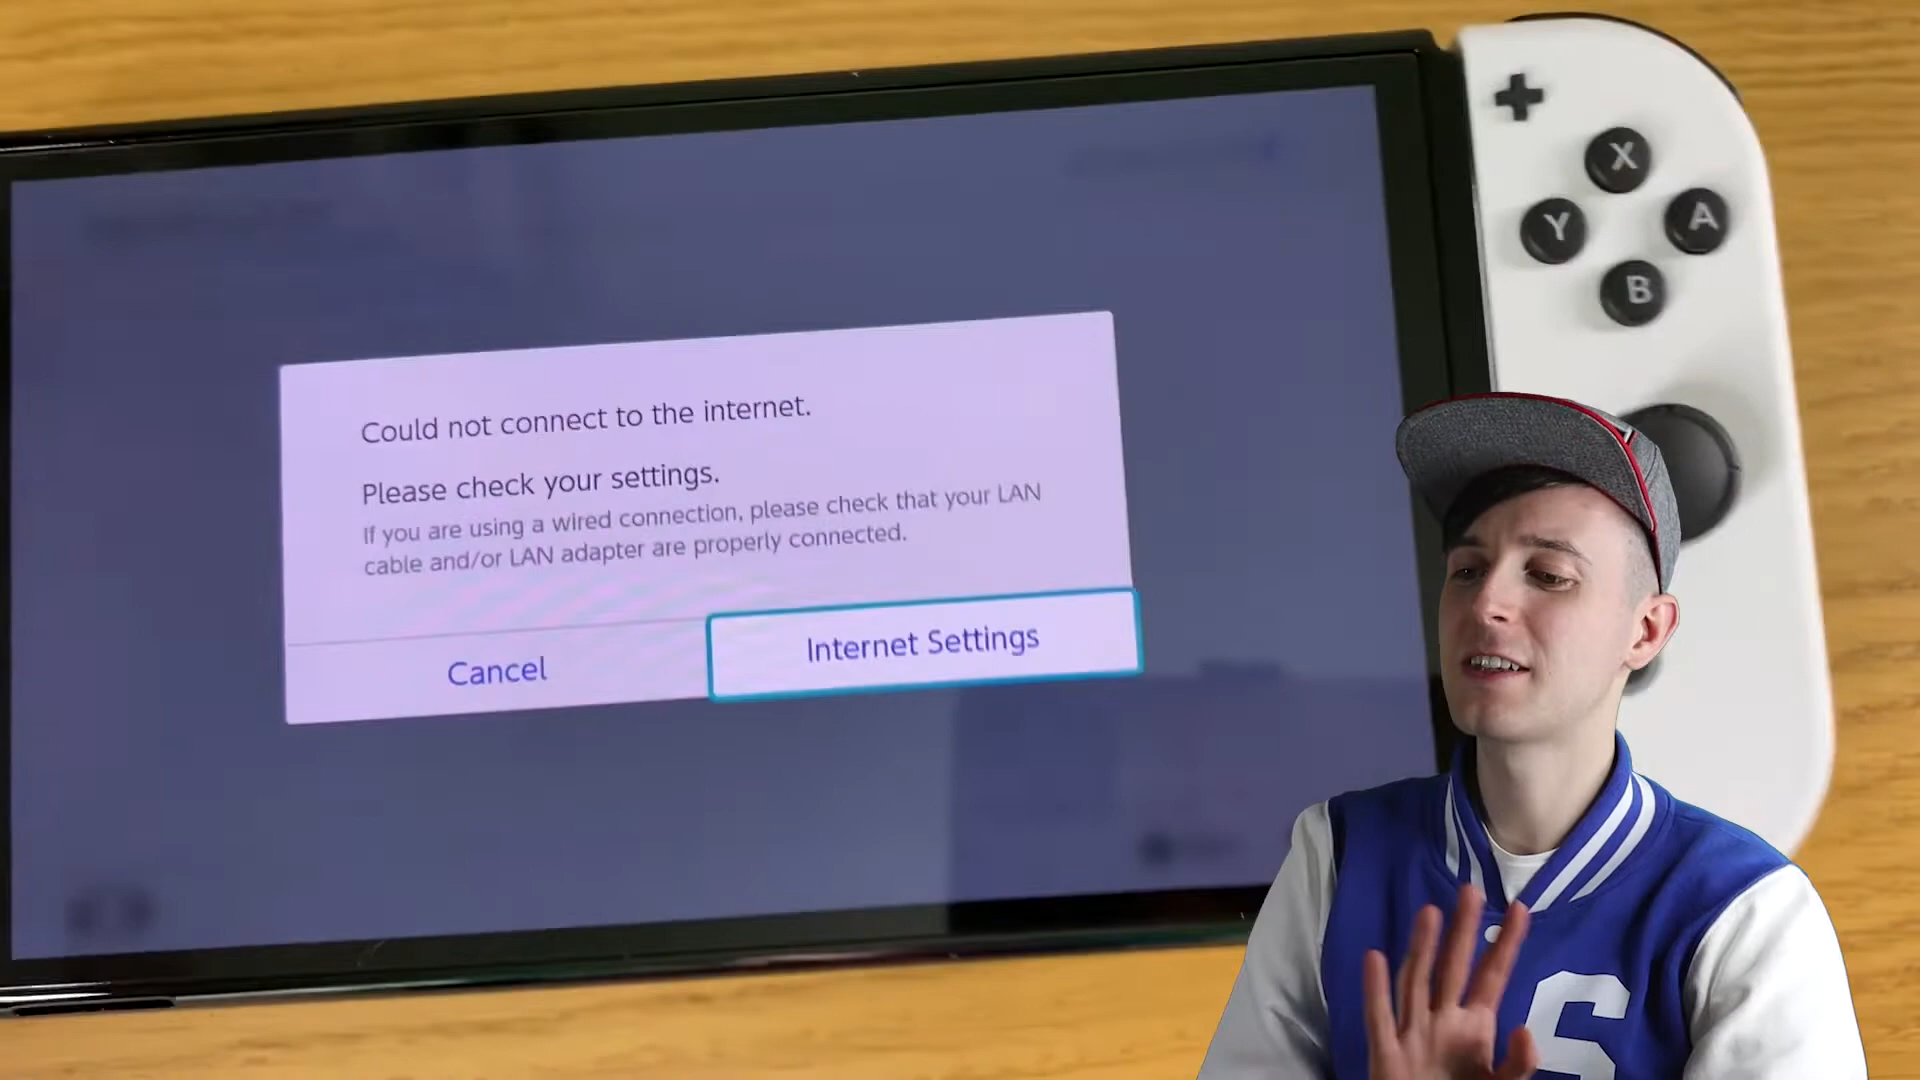 Could not connect to the internet.
Please check your settings.
If you are using a wired connection, please check that your LAN
cable and/or LAN adapter are properly connected.
Cancel
Internet Settings
X
Y
A
B
S